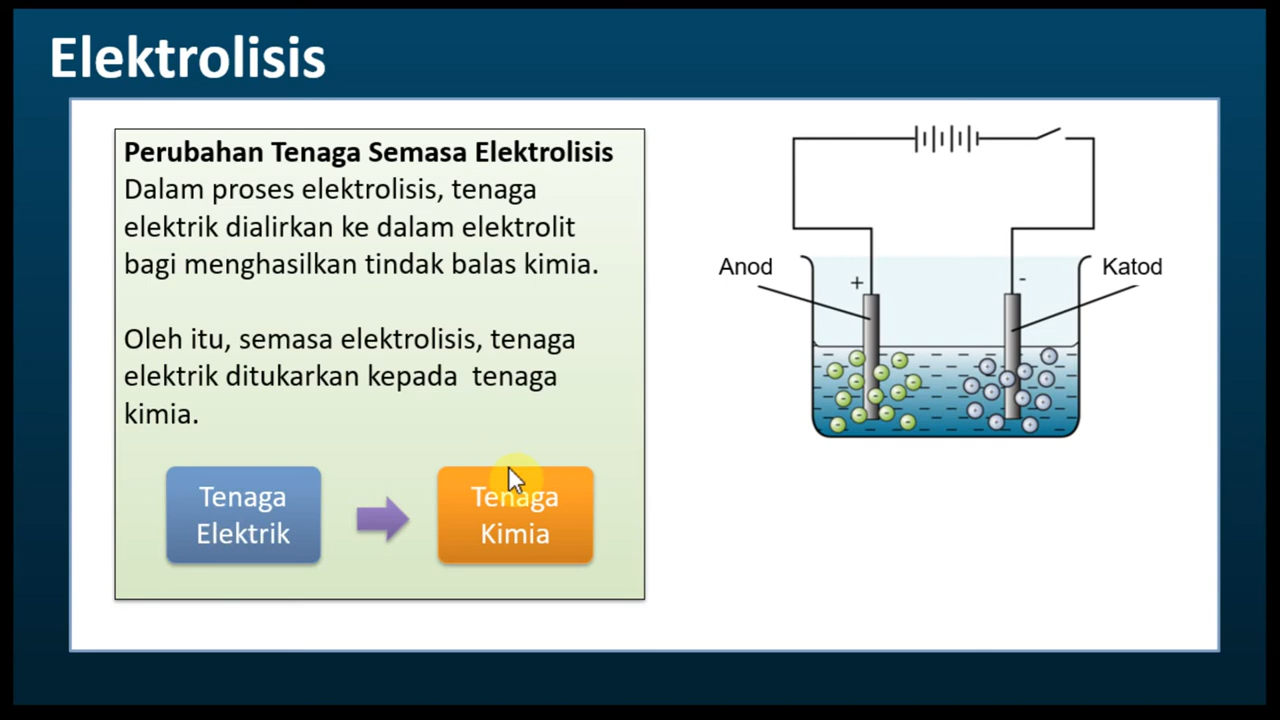 Elektrolisis
Perubahan Tenaga Semasa Elektrolisis
Dalam proses elektrolisis, tenaga
elektrik dialirkan ke dalam elektrolit
bagi menghasilkan tindak balas kimia.
Oleh itu, semasa elektrolisis, tenaga
elektrik ditukarkan kepada tenaga
kimia.
Tenaga
Elektrik
Tenaga
Kimia
Anod
+
-
Katod